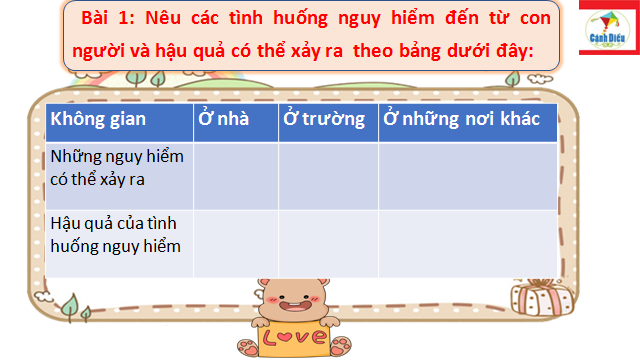 Bài 1: Nêu các tình huống nguy hiểm đến từ con
người và hậu quả có thể xảy ra theo bảng dưới đây:
Cánh Diều
Không gian Ở nhà Ở trường Ở những nơi khác
Những nguy hiểm
có thể xảy ra
Hậu quả của tình
huống nguy hiểm
Love